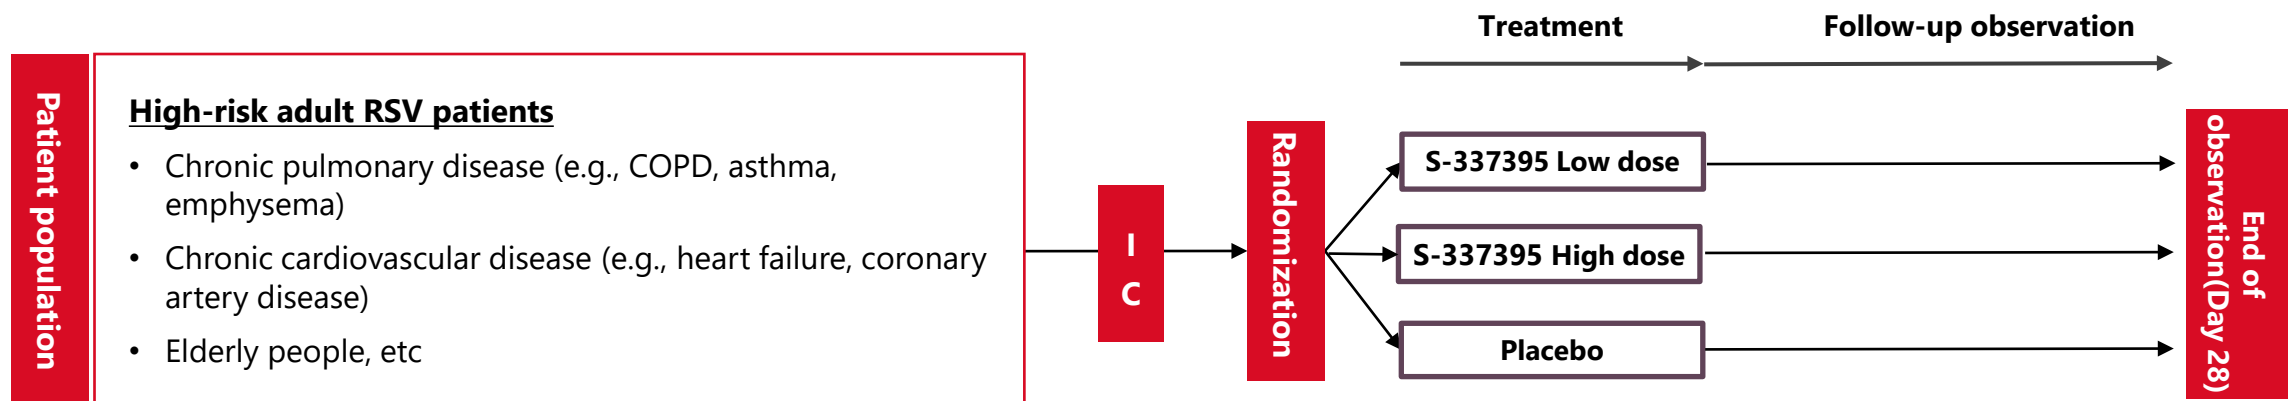 Treatment
Follow-up observation
Patient population
High-risk adult RSV patients
• Chronic pulmonary disease (e.g., COPD, asthma,
emphysema)
• Chronic cardiovascular disease (e.g., heart failure, coronary
artery disease)
• Elderly people, etc
I
C
Randomization
S-337395 Low dose
S-337395 High dose
Placebo
End of
observation(Day 28)